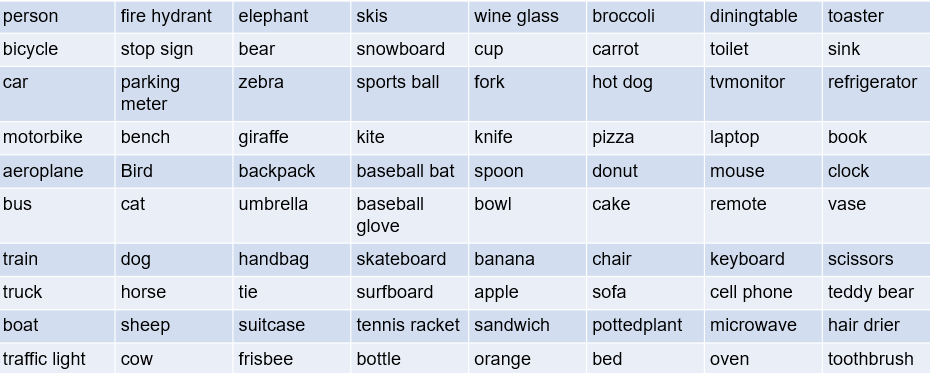 person fire hydrant elephant skis wine glass broccoli diningtable toaster
bicycle stop sign bear snowboard cup carrot toilet sink
car parking zebra sports ball fork hot dog tvmonitor refrigerator
meter
motorbike bench giraffe kite knife pizza laptop book
aeroplane Bird backpack baseball bat spoon donut mouse clock
bus cat umbrella baseball bowl cake remote vase
glove
train dog handbag skateboard banana chair keyboard scissors
truck horse tie surfboard apple sofa cell phone teddy bear
boat sheep suitcase tennis racket sandwich pottedplant microwave hair drier
traffic light cow frisbee bottle orange bed oven toothbrush